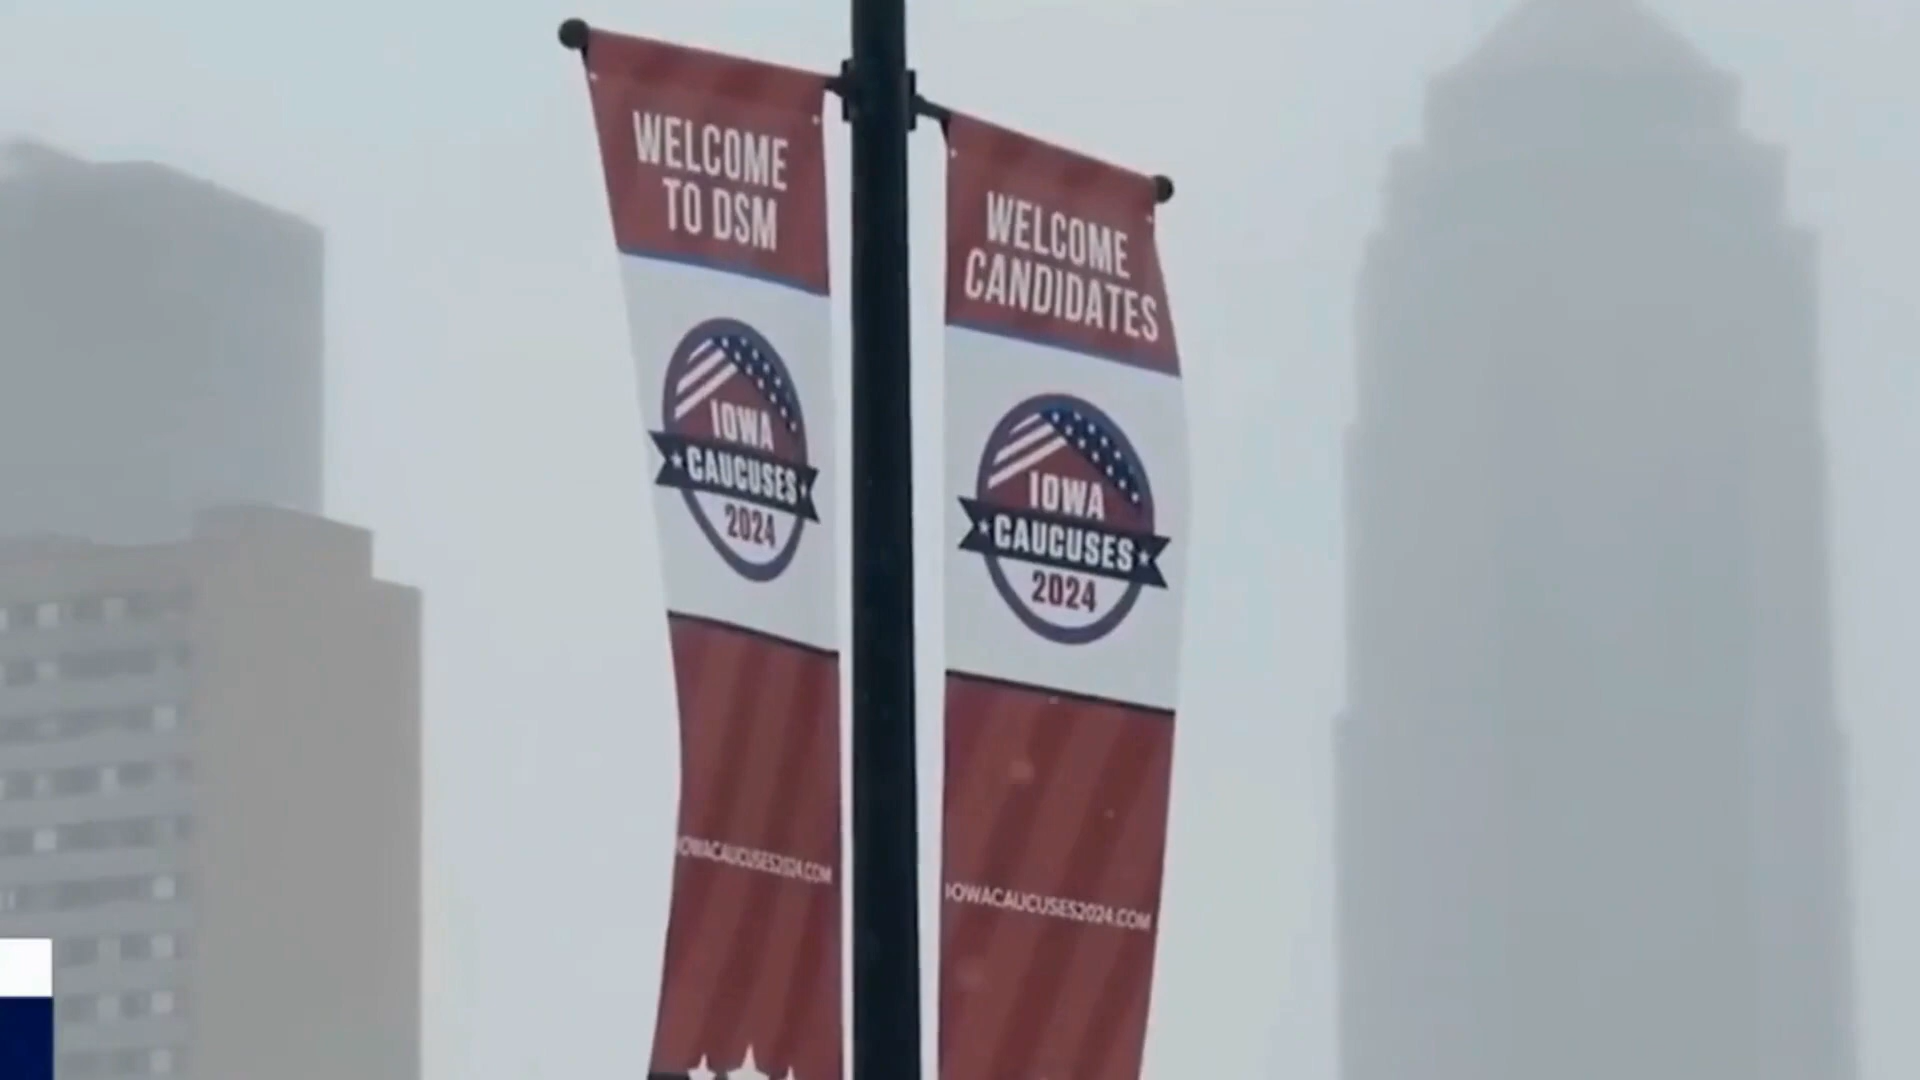 WELCOME
TO DSM
IOWA
CAUCUSES
2024
IOWACAUCUSES2024.COM
WELCOME
CANDIDATES
IOWA
CAUCUSES
2024
IOWACAUCUSES2024.COM